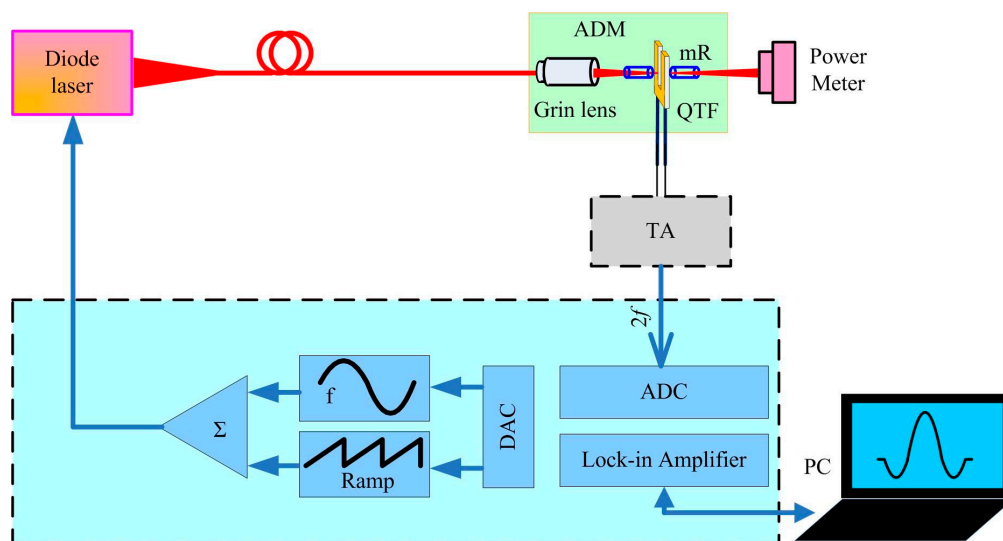 Diode
laser
ADM
mR
Grin lens
QTF
Power
Meter
TA
2f
f
Ramp
Σ
DAC
ADC
Lock-in Amplifier
PC